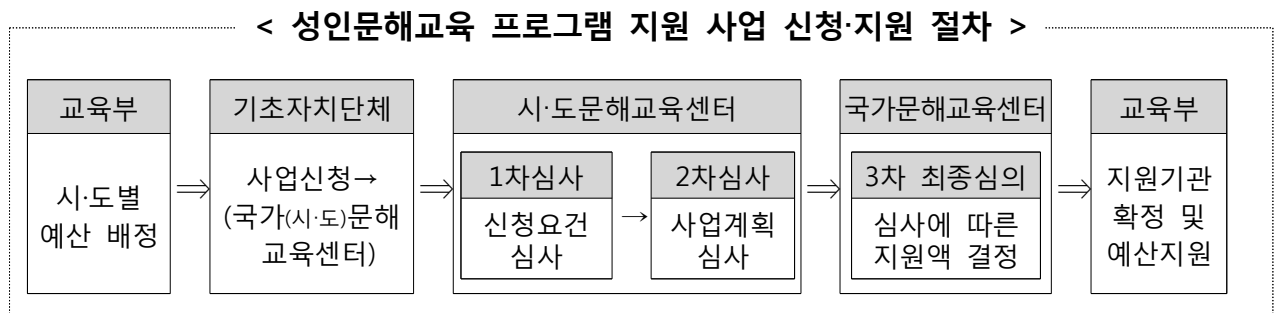 < 성인문해교육 프로그램 지원 사업 신청·지원 절차 >
교육부
시·도별
예산 배정
⇒
기초자치단체
사업신청→
(국가(시·도)문해
교육센터)
⇒
시·도문해교육센터
1차심사
신청요건
심사
→
2차심사
사업계획
심사
⇒
국가문해교육센터
3차 최종심의
심사에 따른
지원액 결정
⇒
교육부
지원기관
확정 및
예산지원